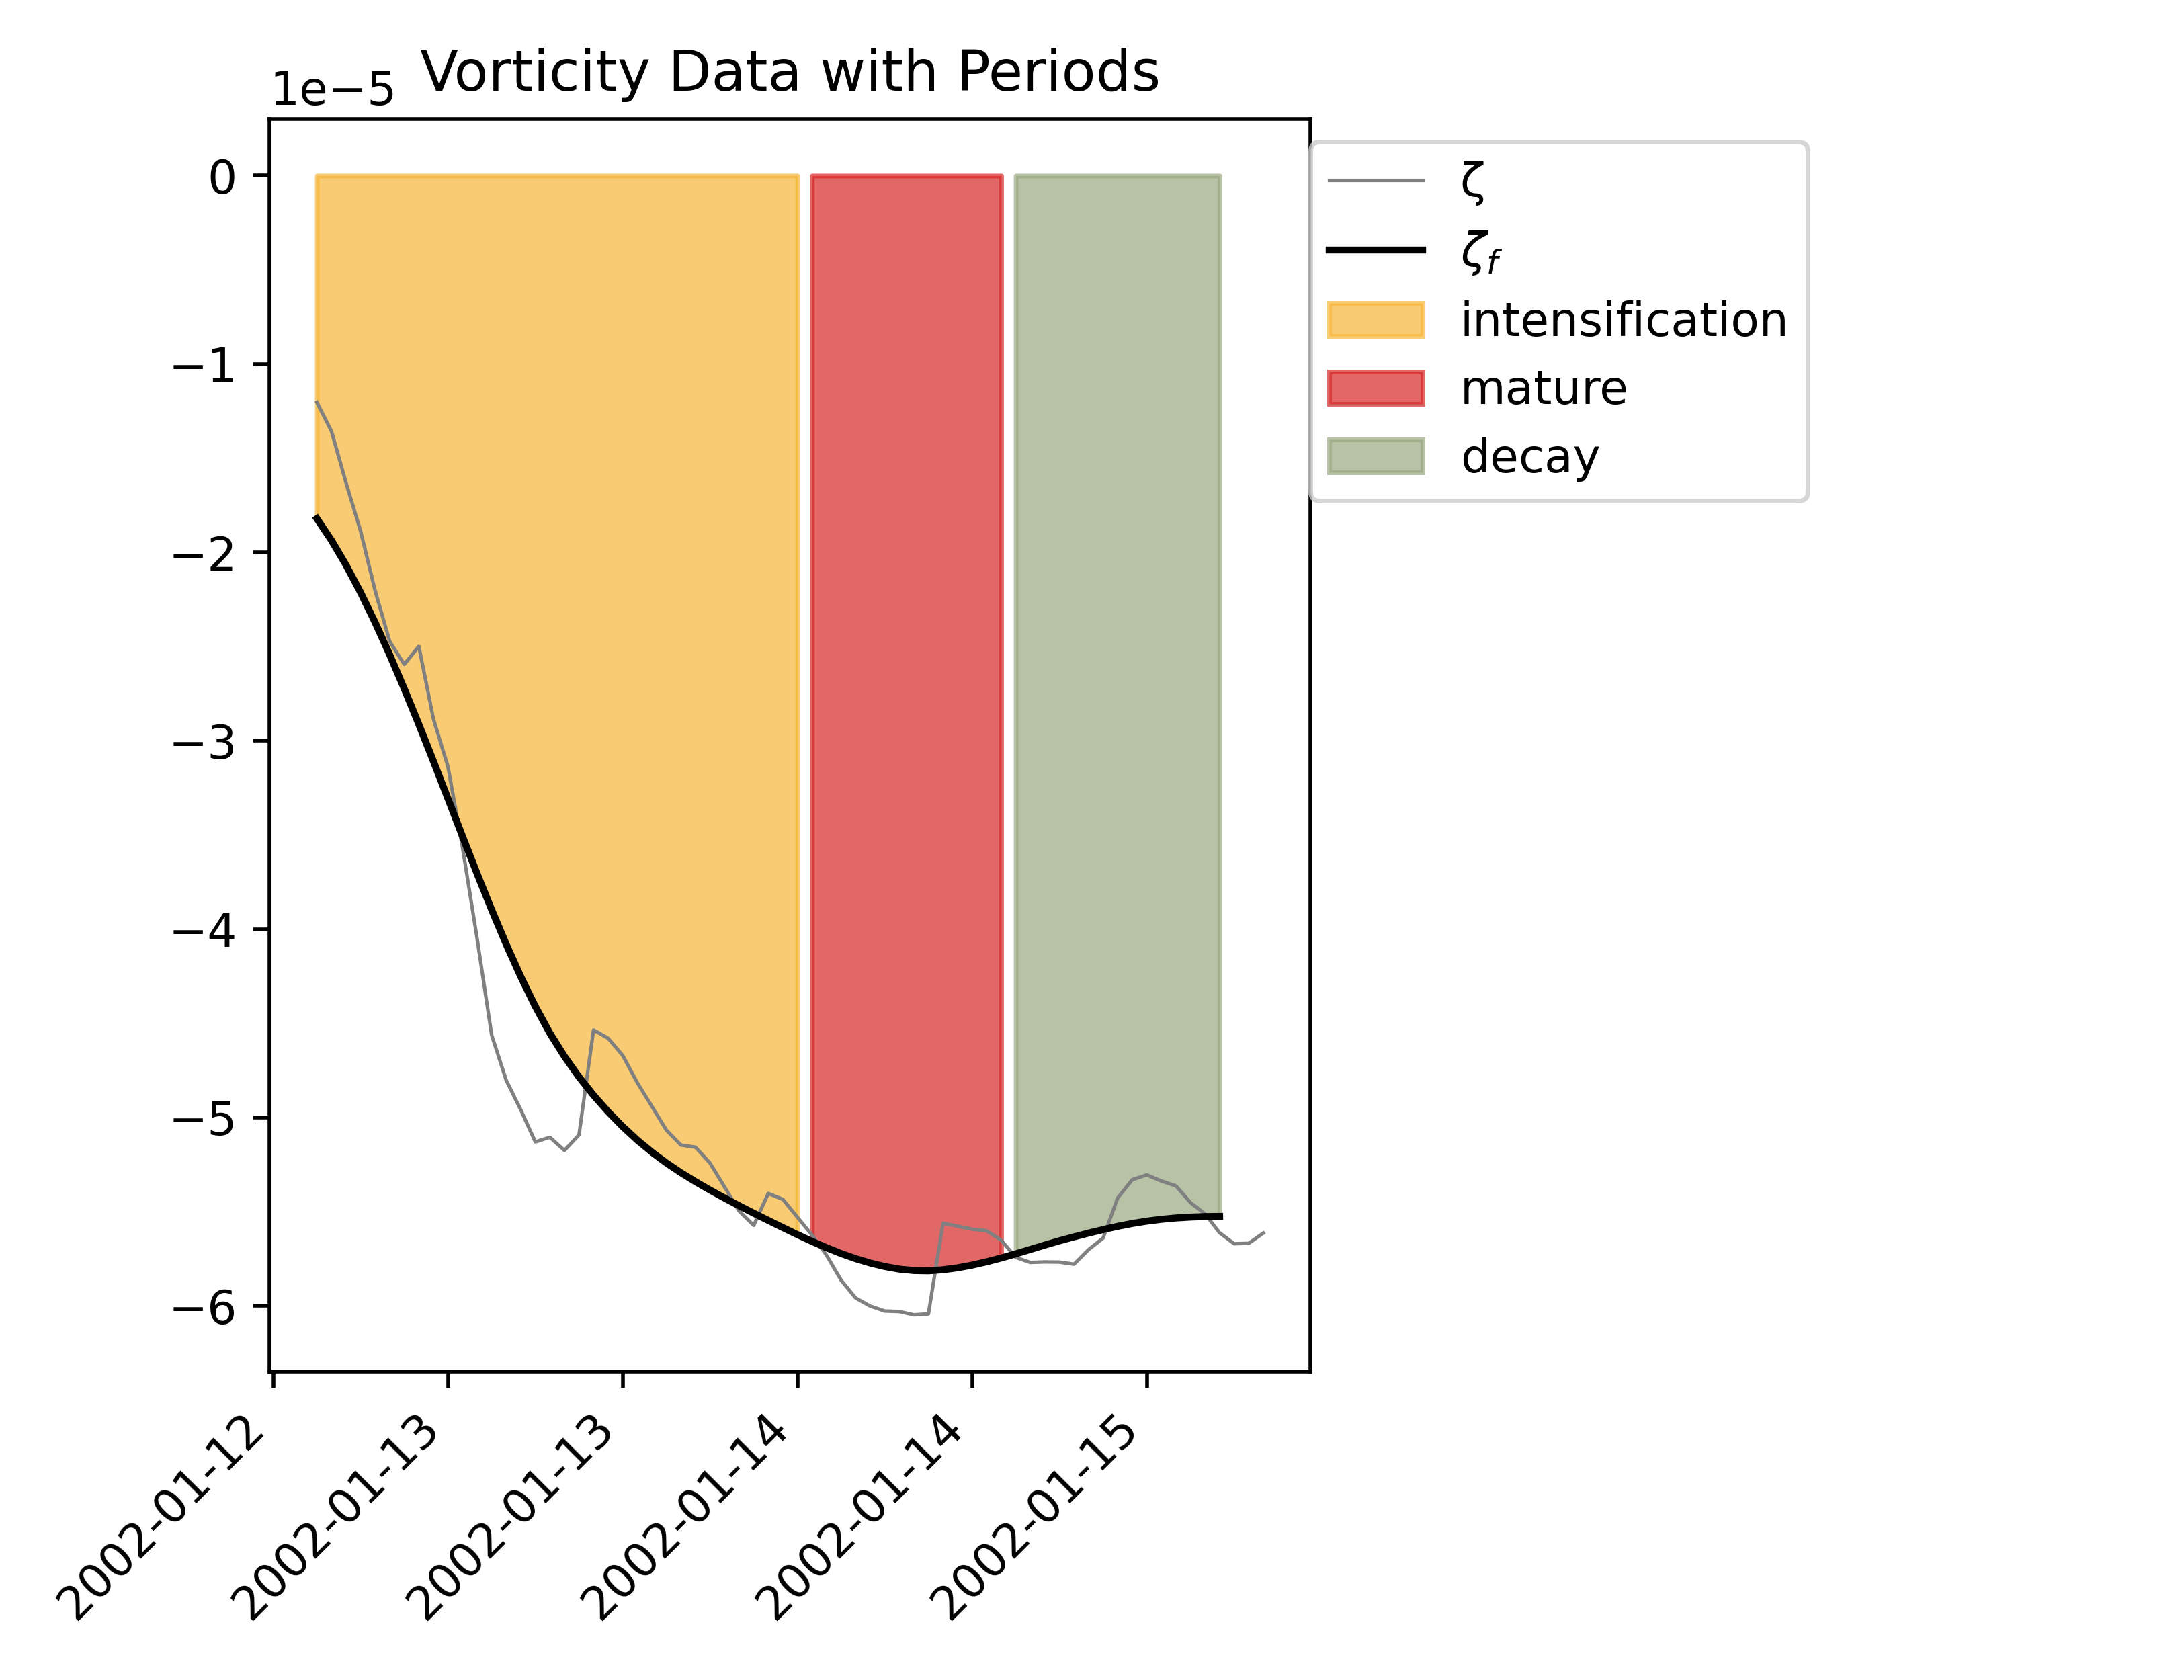 Vorticity Data with Periods
1e−5
0
−1
−2
−3
−4
−5
−6
2002-01-12
2002-01-13
2002-01-13
2002-01-14
2002-01-14
2002-01-15
ζ
ζf
intensification
mature
decay